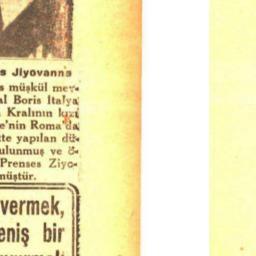 s Jiyovanna
s müşkül mev-
al Boris İtalya
Kralının kızı
e'nin Roma'da
te yapılan dü-
ulunmuş ve ö-
Prenses Ziyo-
müştür.
vermek,
eniş bir